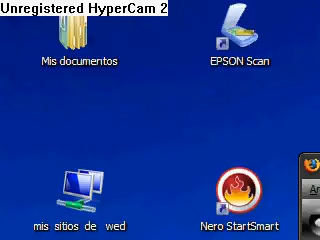 Unregistered HyperCam 2
Mis documentos
EPSON Scan
mis sitios de wed
Nero StartSmart